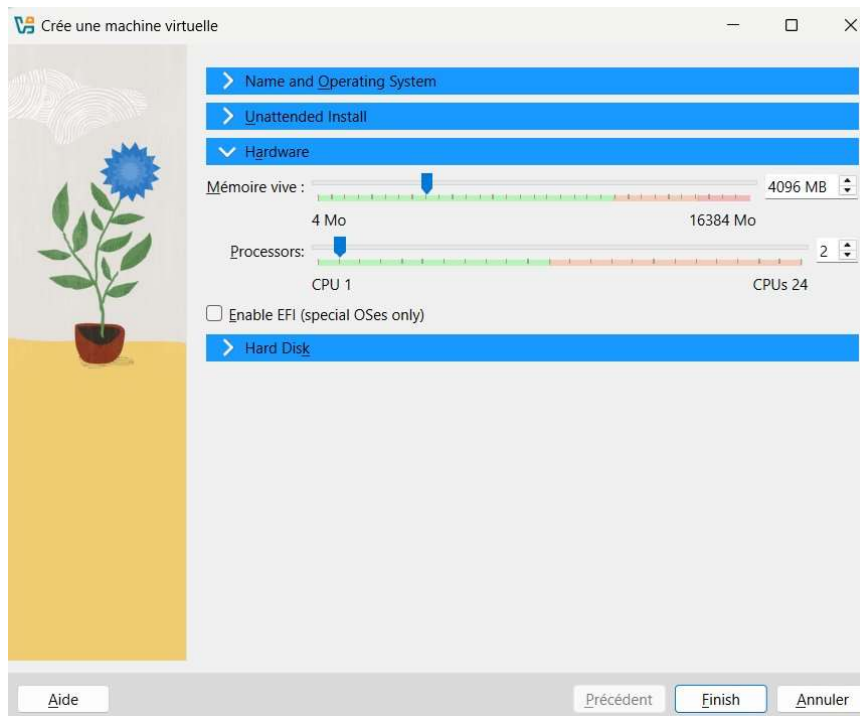 Crée une machine virtuelle
Name and Operating System
Unattended Install
Hardware
Mémoire vive : 4096 MB
4 Mo 16384 Mo
Processors: 2
CPU 1 CPUs 24
Enable EFI (special OSes only)
Hard Disk
Aide Précédent Finish Annuler